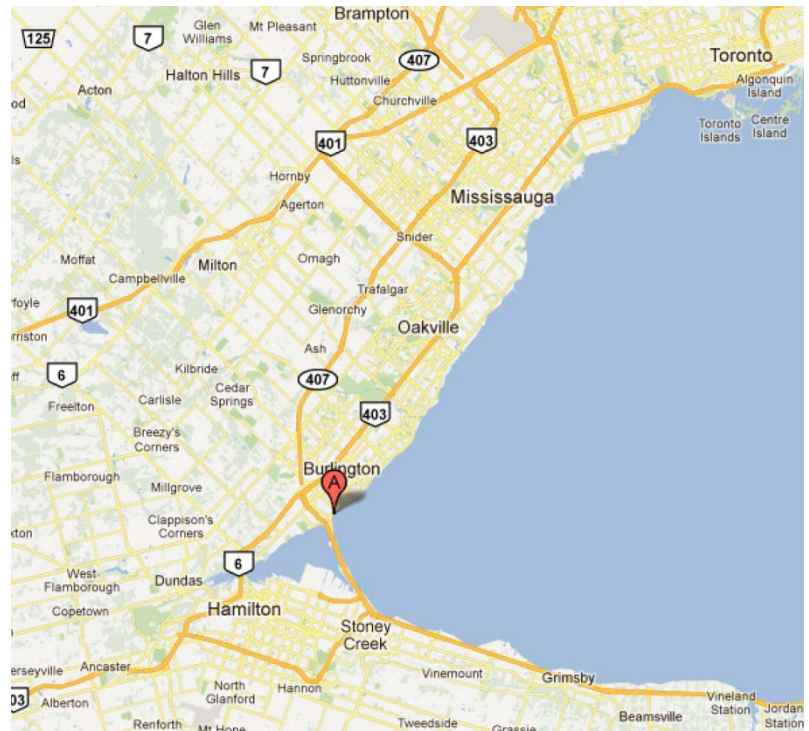 Brampton
Glen
Williams
Mt Pleasant
125
7
Springbrook
407
Toronto
Halton Hills
7
Huttonville
Algonquin
Island
Acton
Churchville
Toronto
Islands
Centre
Island
401
403
Hornby
Mississauga
Agerton
Snider
Moffat
Milton
Omagh
Campbellville
Trafalgar
401
Glenorchy
Oakville
Ash
6
Kilbride
407
Cedar
Springs
Freelton
Carlisle
403
Breezy's
Corners
Burlington
Flamborough
A
Millgrove
Clappison's
Corners
6
West
Flamborough
Dundas
Copetown
Hamilton
Stoney
Creek
Ancaster
North
Glanford
Hannon
Vinemount
Grimsby
Alberton
Vineland
Station
Jordan
Beamsville
Renforth
Mt Hope
Tweedside
Grassie